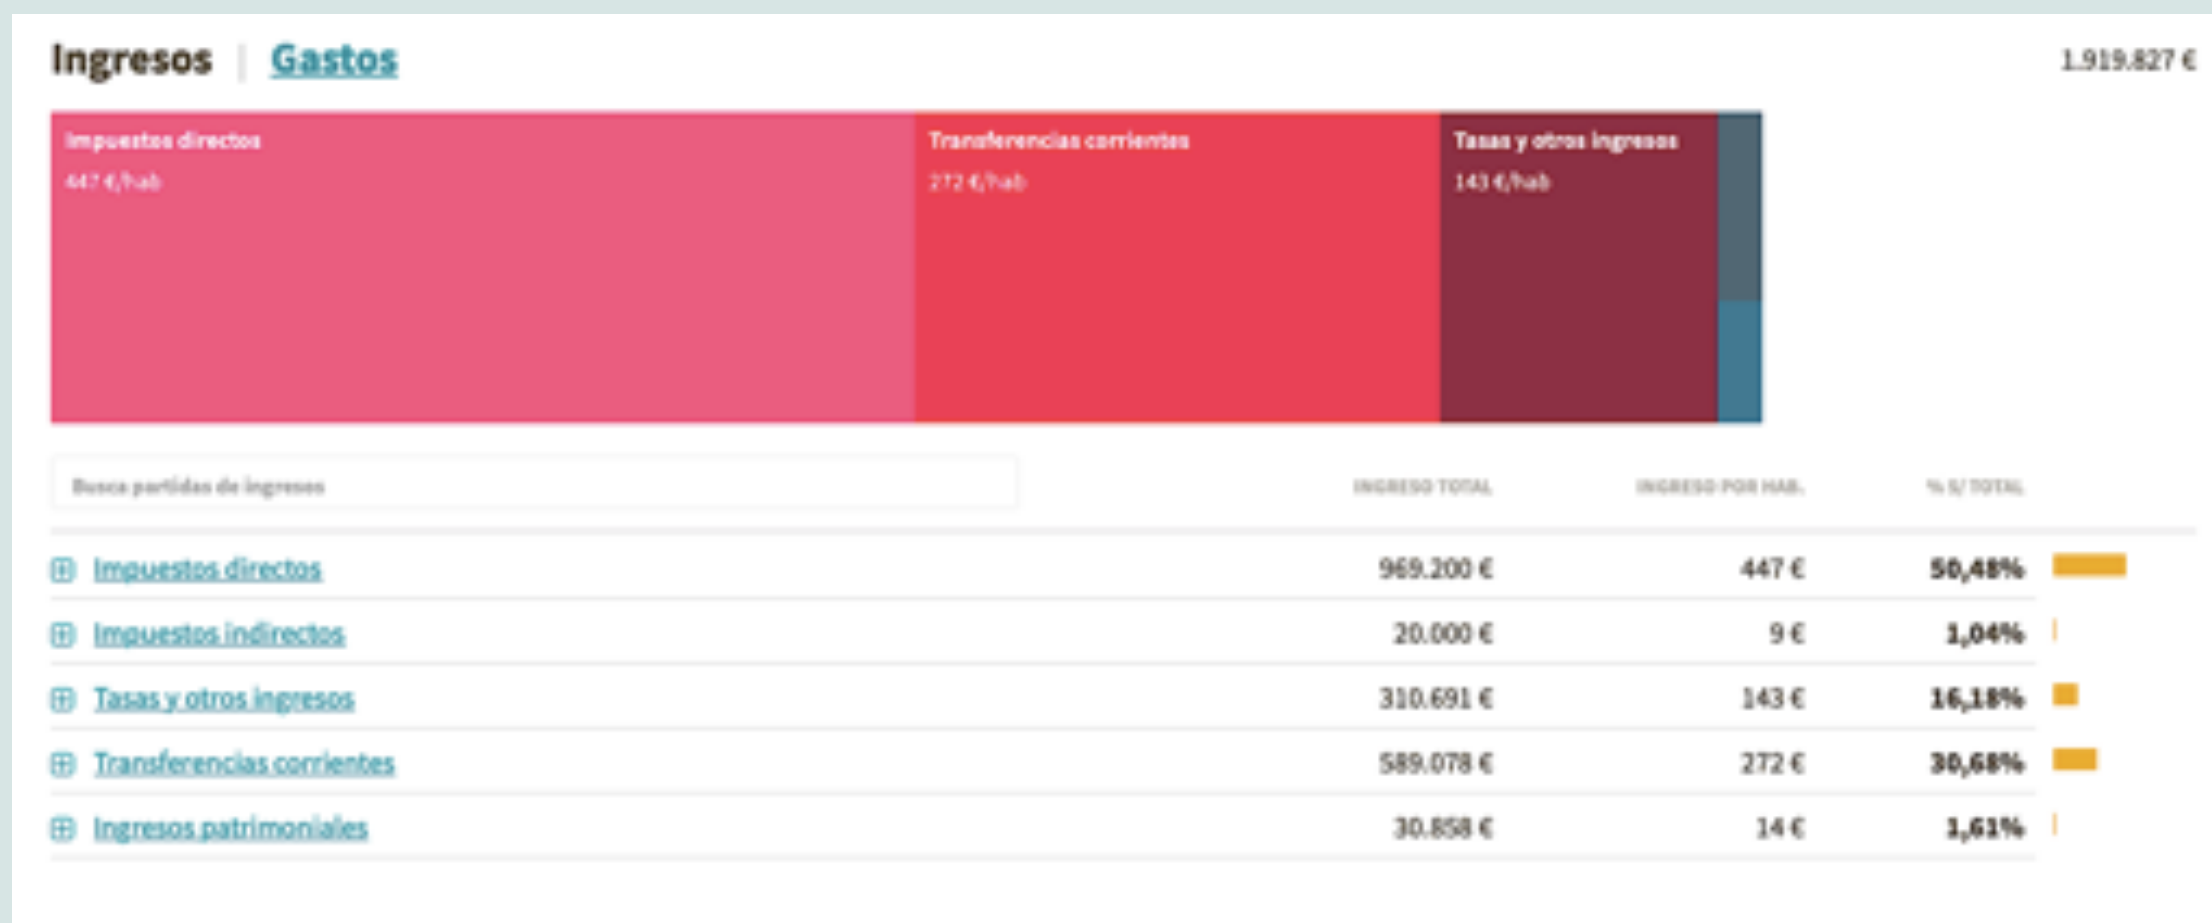 Ingresos | Gastos 1.919.827 €
Impuestos directos Transferencias corrientes Tasas y otros ingresos
447 €/hab 272 €/hab 143 €/hab
Busca partidas de ingresos INGRESO TOTAL INGRESO POR HAB. % S/ TOTAL
Impuestos directos 969.200 € 447 € 50,48%
Impuestos indirectos 20.000 € 9 € 1,04%
Tasas y otros ingresos 310.691 € 143 € 16,18%
Transferencias corrientes 589.078 € 272 € 30,68%
Ingresos patrimoniales 30.858 € 14 € 1,61%